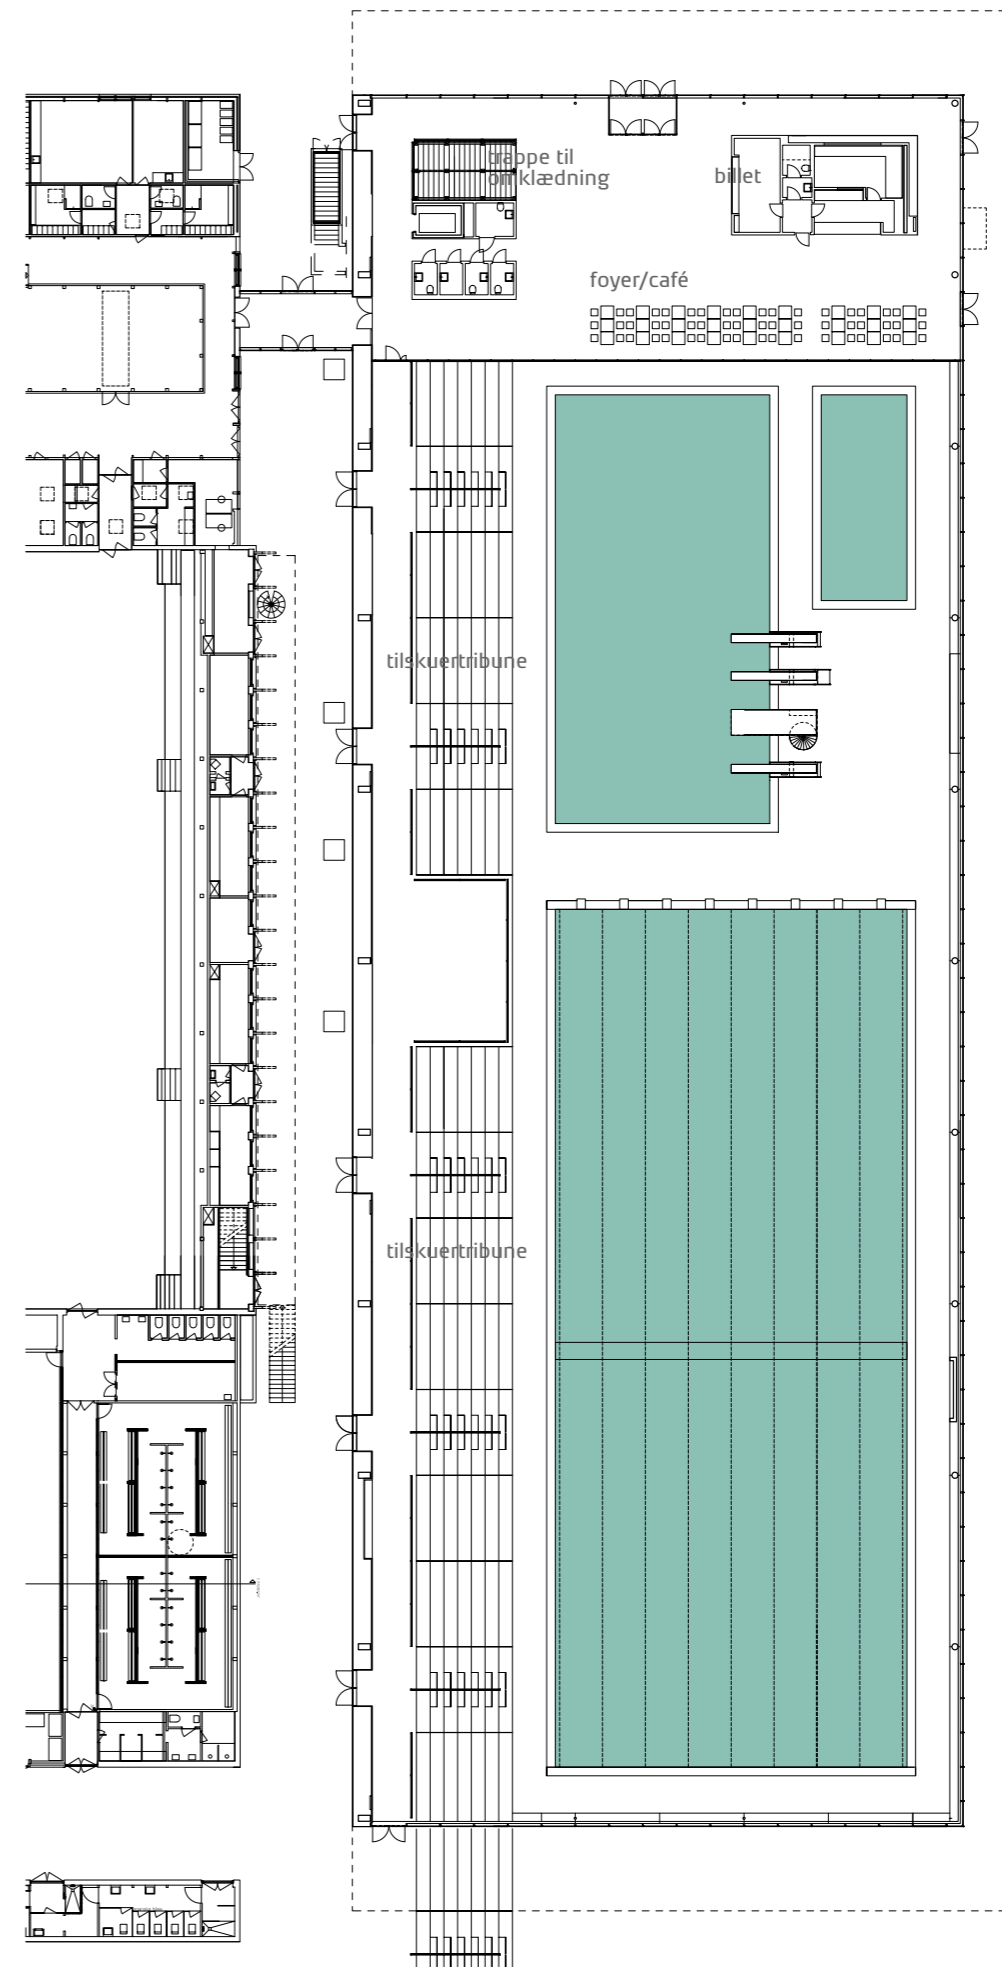 trappe til
omklædning
billet
foyer/café
tilskuertribune
tilskuertribune